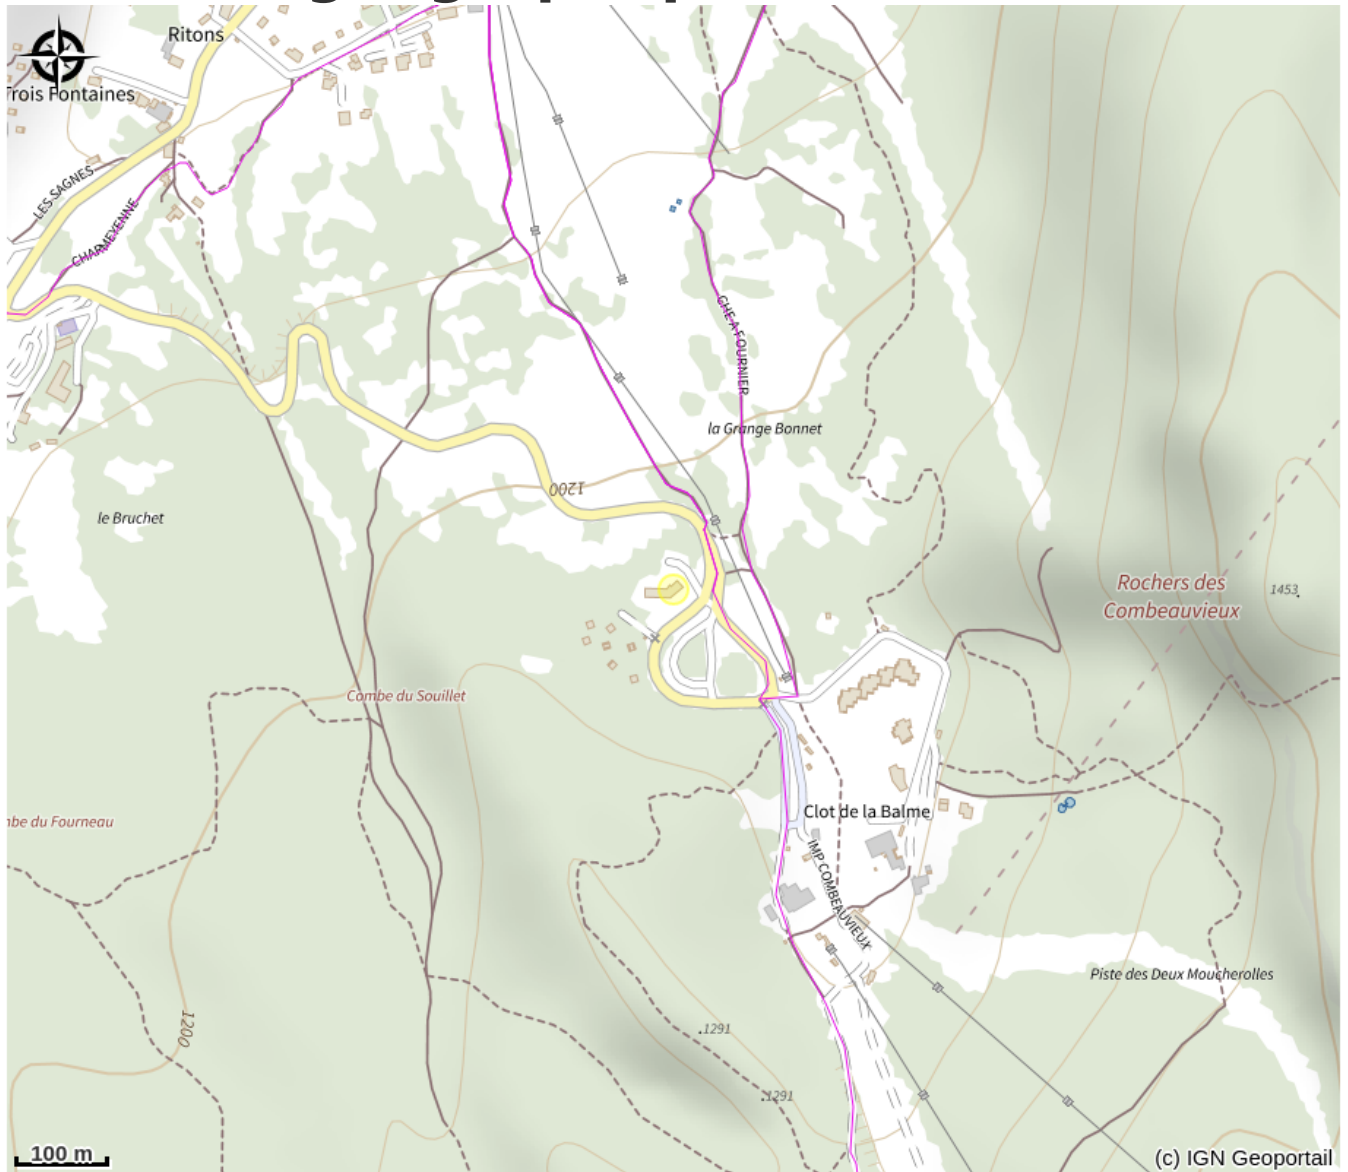 Ritons
Trois Fontaines
LES SAGNES
CHARMEYENNE
CHE A FOURNIER
la Grange Bonnet
1200
le Bruchet
Rochers des
Combeauvieux
1453
Combe du Souillet
Clot de la Balme
IMP COMBEAUVIEUX
mbe du Fourneau
Piste des Deux Moucherolles
1200
.1291
.1291
100 m
(c) IGN Geoportail